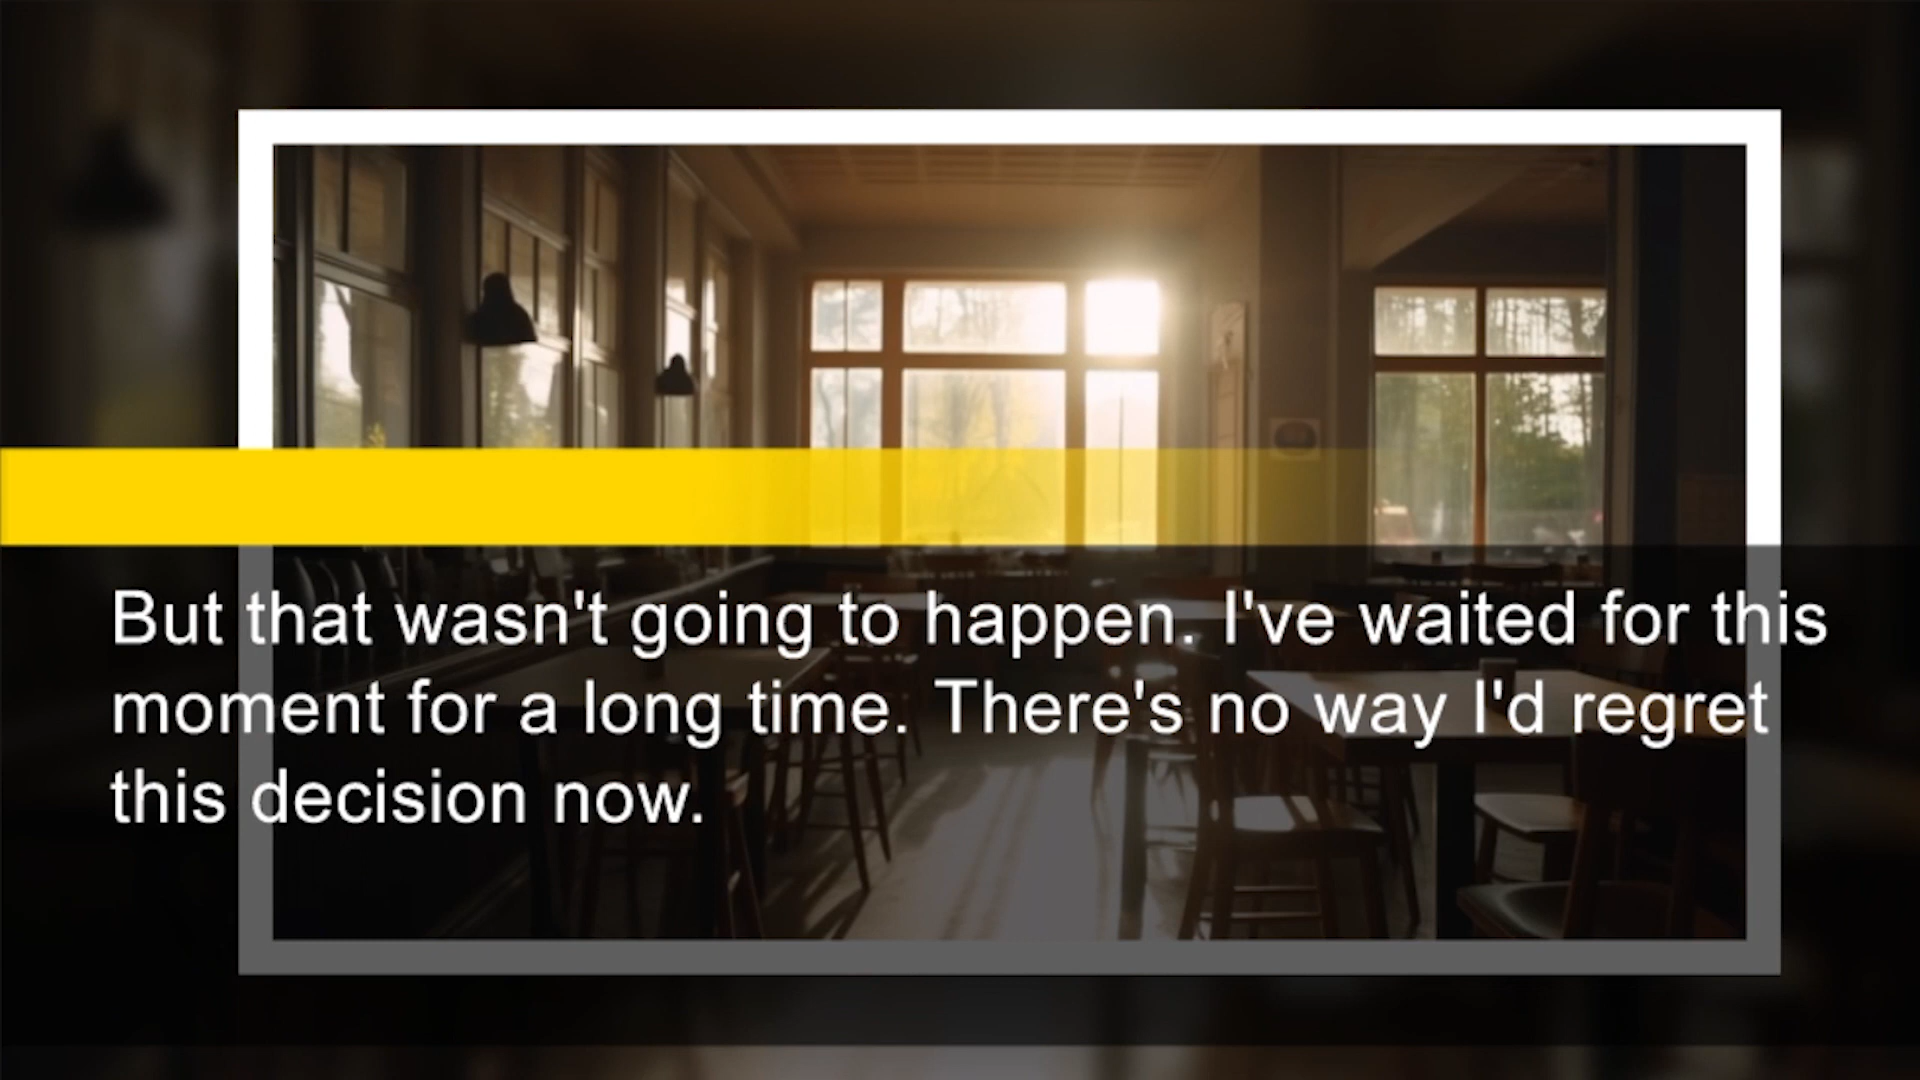 But that wasn't going to happen. I've waited for this
moment for a long time. There's no way I'd regret
this decision now.